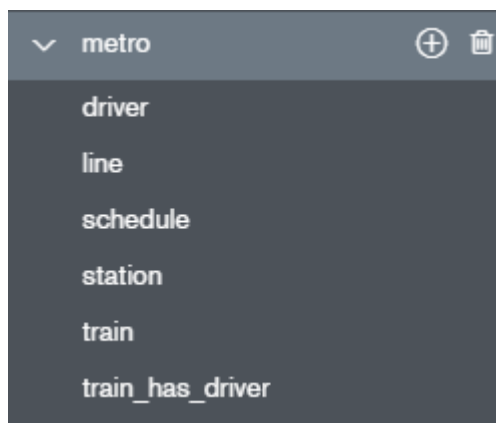 metro
driver
line
schedule
station
train
train_has_driver